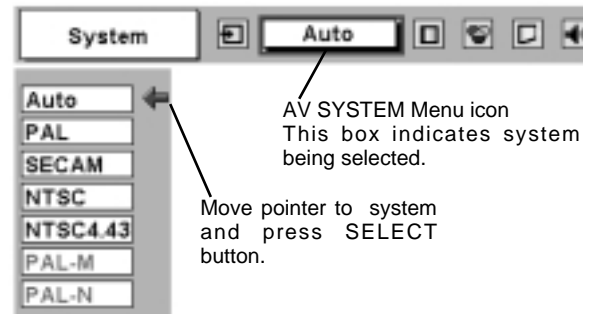 System
Auto
Auto
PAL
SECAM
NTSC
NTSC4.43
PAL-M
PAL-N
AV SYSTEM Menu icon
This box indicates system
being selected.
Move pointer to system
and press SELECT
button.